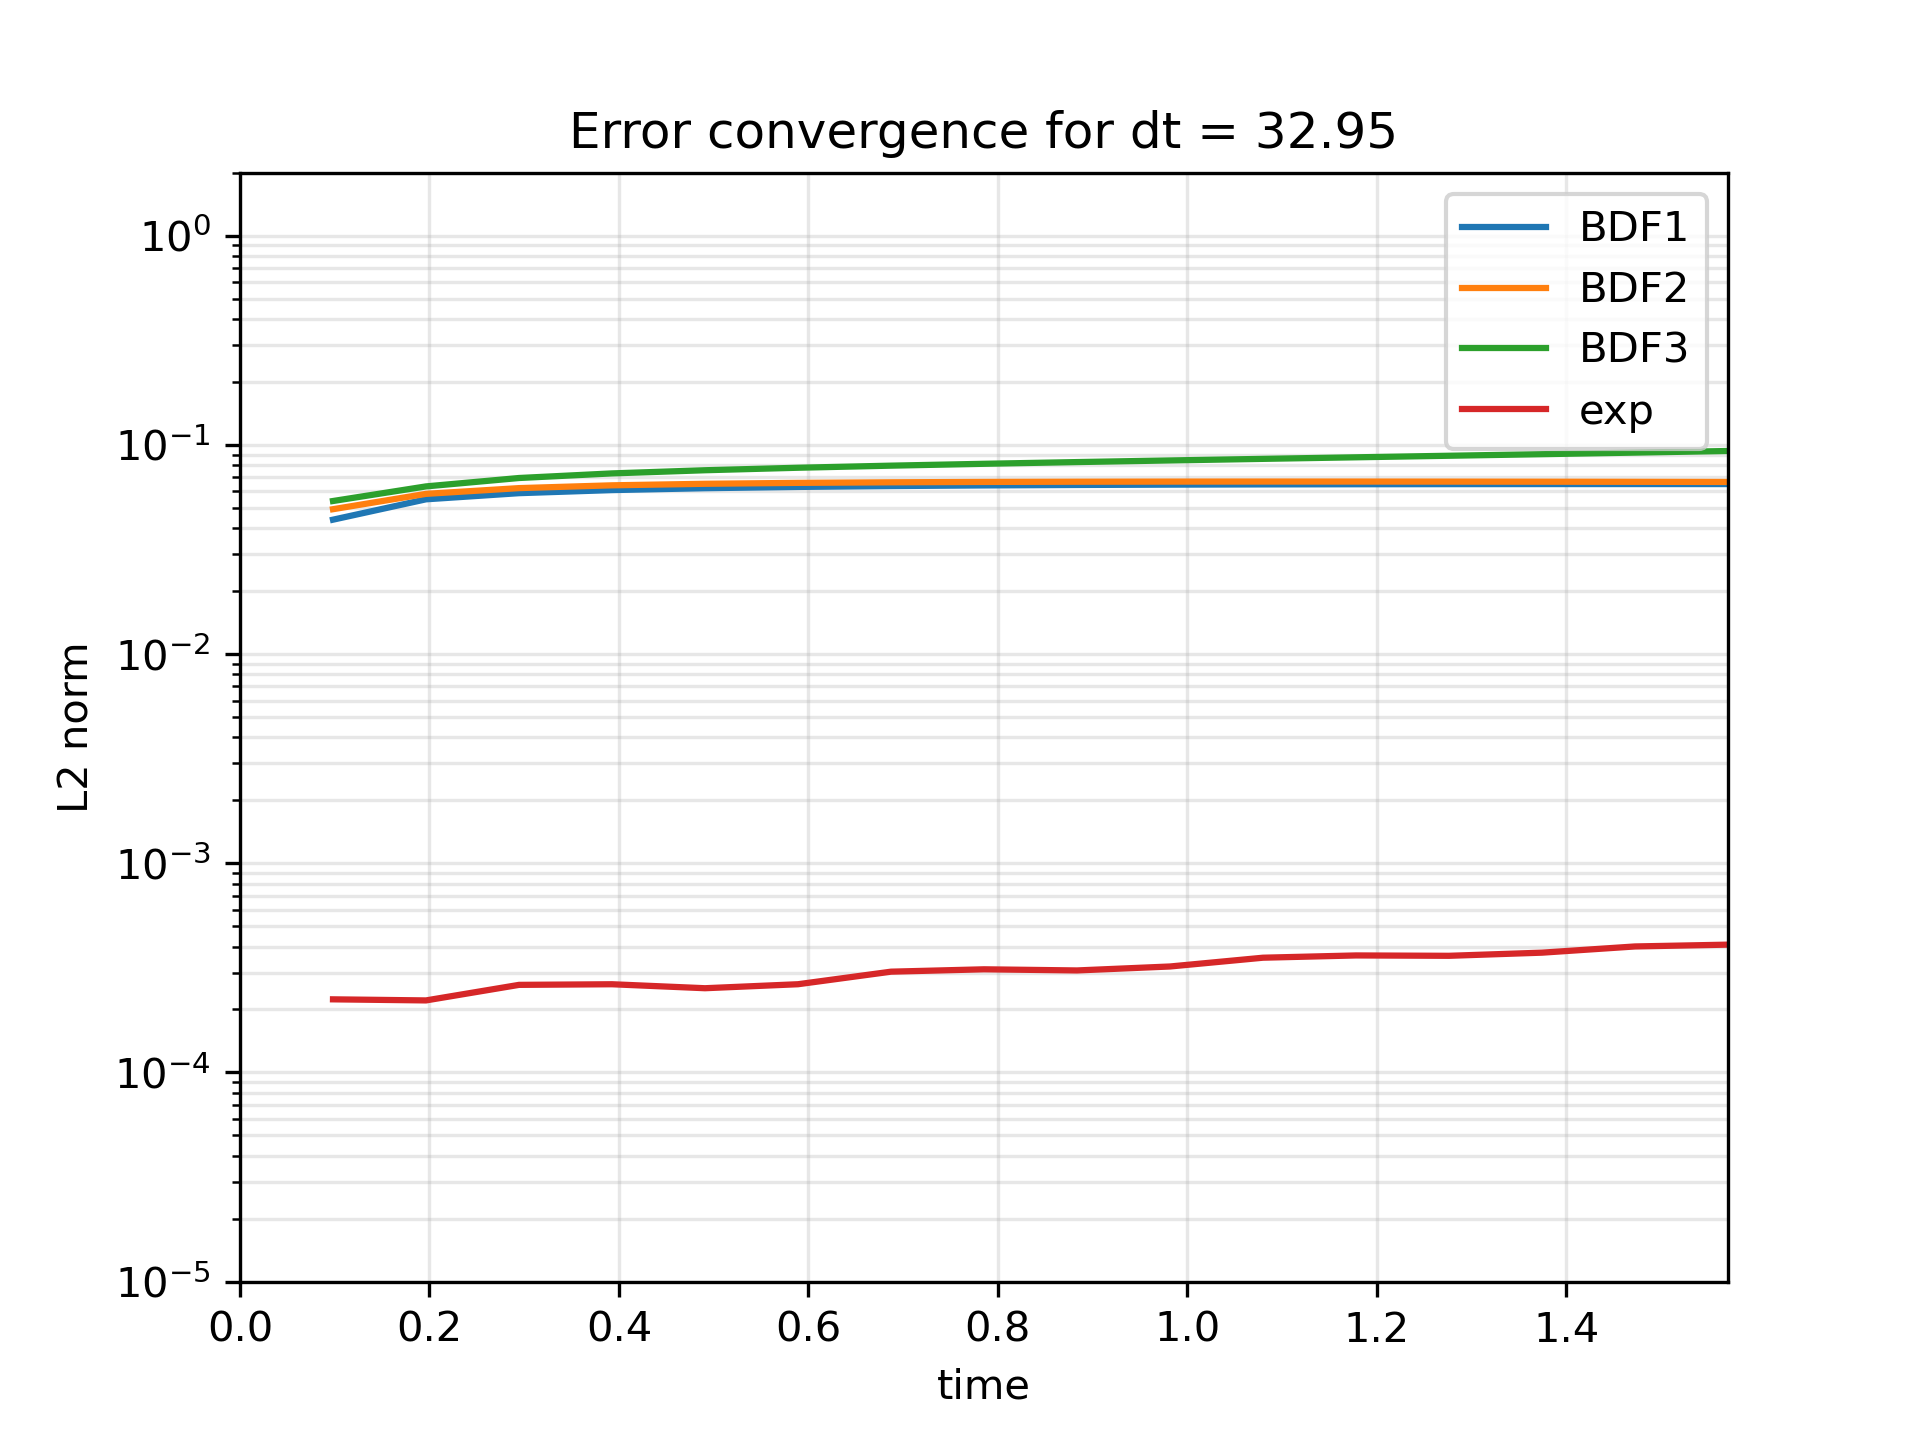 Error convergence for dt = 32.95
10⁰
10⁻¹
10⁻²
10⁻³
10⁻⁴
10⁻⁵
L2 norm
BDF1
BDF2
BDF3
exp
0.0 0.2 0.4 0.6 0.8 1.0 1.2 1.4
time